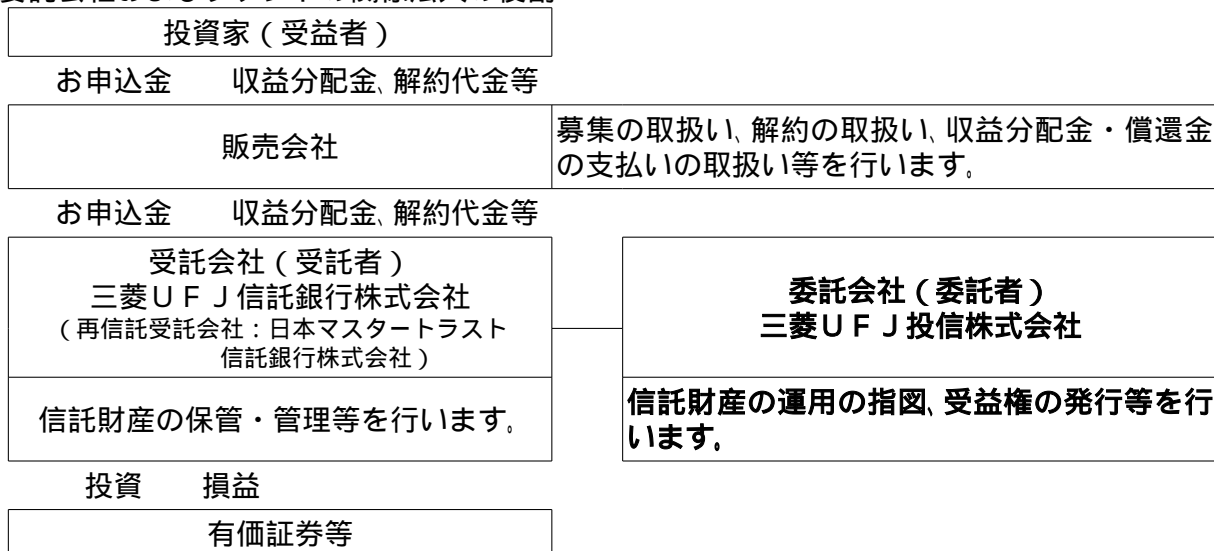 投資家（受益者）
お申込金　収益分配金、解約代金等
販売会社
募集の取扱い、解約の取扱い、収益分配金・償還金
の支払いの取扱い等を行います。
お申込金　収益分配金、解約代金等
受託会社（受託者）
三菱ＵＦＪ信託銀行株式会社
（再信託受託会社：日本マスタートラスト
信託銀行株式会社）
委託会社（委託者）
三菱ＵＦＪ投信株式会社
信託財産の保管・管理等を行います。
信託財産の運用の指図、受益権の発行等を行
います。
投資　損益
有価証券等